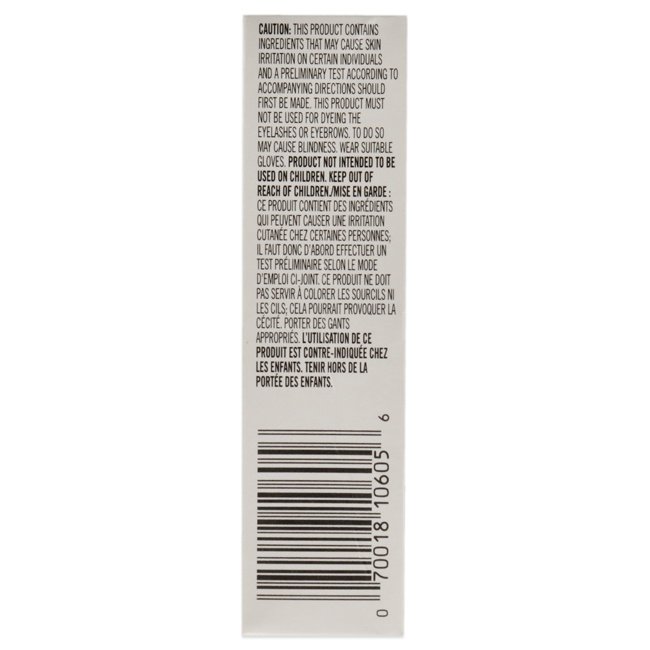 CAUTION: THIS PRODUCT CONTAINS
INGREDIENTS THAT MAY CAUSE SKIN
IRRITATION ON CERTAIN INDIVIDUALS
AND A PRELIMINARY TEST ACCORDING TO
ACCOMPANYING DIRECTIONS SHOULD
FIRST BE MADE. THIS PRODUCT MUST
NOT BE USED FOR DYEING THE
EYELASHES OR EYEBROWS. TO DO SO
MAY CAUSE BLINDNESS. WEAR SUITABLE
GLOVES. PRODUCT NOT INTENDED TO BE
USED ON CHILDREN. KEEP OUT OF
REACH OF CHILDREN./MISE EN GARDE :
CE PRODUIT CONTIENT DES INGRÉDIENTS
QUI PEUVENT CAUSER UNE IRRITATION
CUTANÉE CHEZ CERTAINES PERSONNES;
IL FAUT DONC D'ABORD EFFECTUER UN
TEST PRÉLIMINAIRE SELON LE MODE
D'EMPLOI CI-JOINT. CE PRODUIT NE DOIT
PAS SERVIR À COLORER LES SOURCILS NI
LES CILS; CELA POURRAIT PROVOQUER LA
CÉCITÉ. PORTER DES GANTS
APPROPRIÉS. L'UTILISATION DE CE
PRODUIT EST CONTRE-INDIQUÉE CHEZ
LES ENFANTS. TENIR HORS DE LA
PORTÉE DES ENFANTS.
0 70018 10605 6